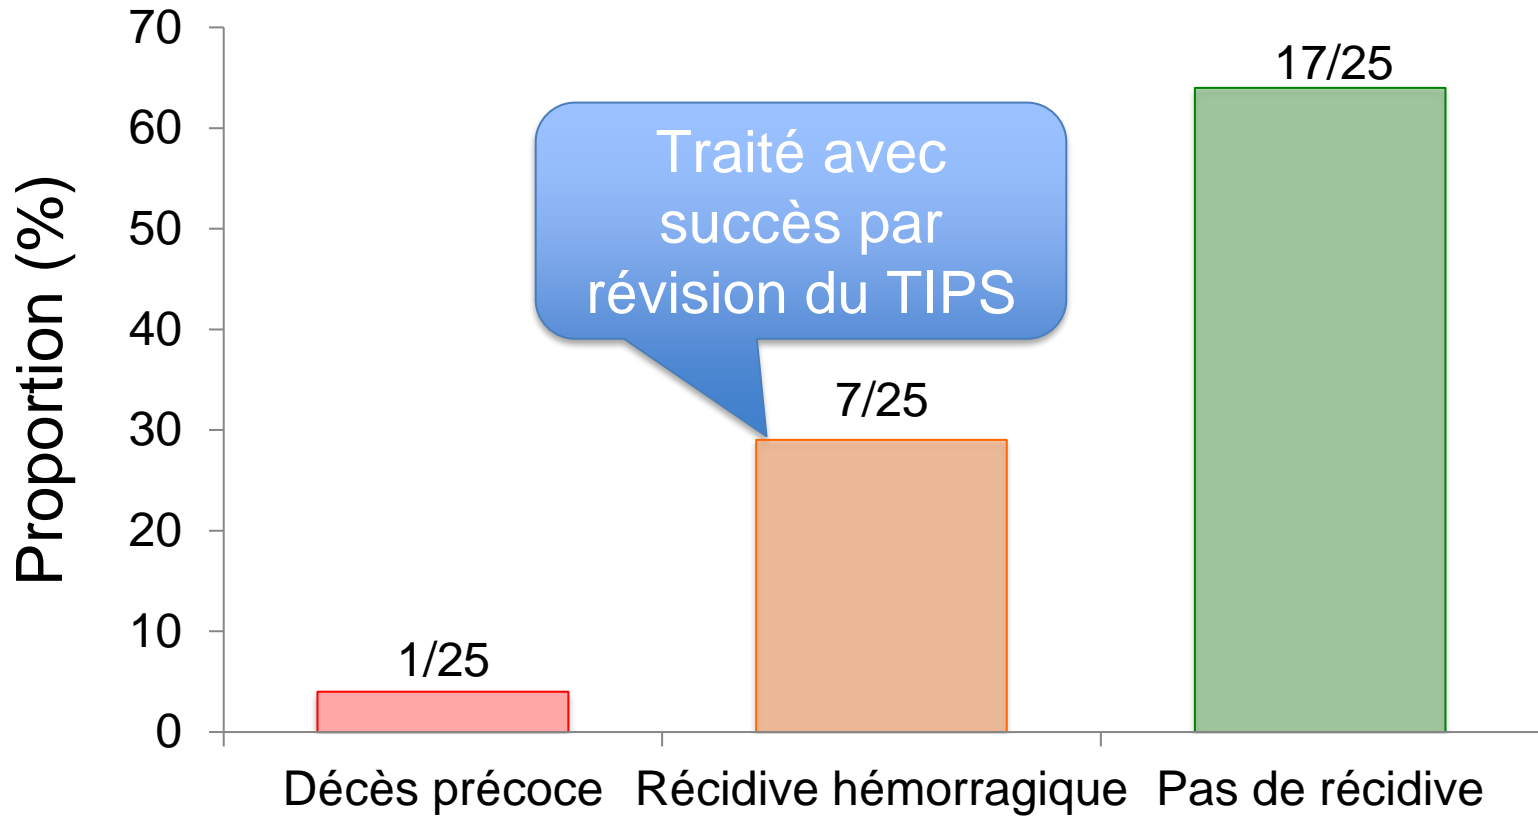 Proportion (%)
70
60
50
40
30
20
10
0
Traité avec
succès par
révision du TIPS
1/25
7/25
17/25
Décès précoce
Récidive hémorragique
Pas de récidive